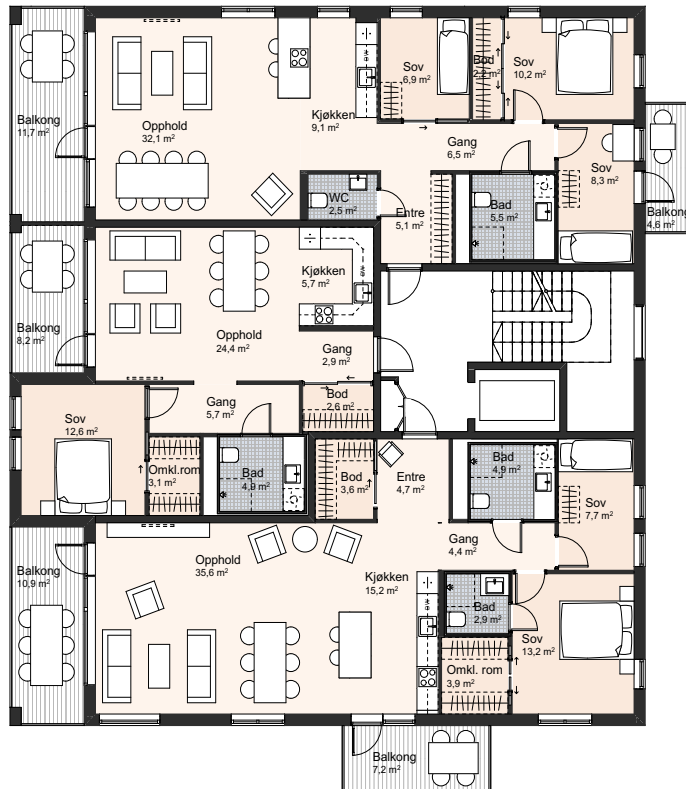 Sov
6,9 m²
Bod
2,2 m²
Sov
10,2 m²
Balkong
11,7 m²
Opphold
32,1 m²
Kjøkken
9,1 m²
Gang
6,5 m²
Sov
8,3 m²
WC
2,5 m²
Entre
5,1 m²
Bad
5,5 m²
Balkong
4,6 m²
Balkong
8,2 m²
Kjøkken
5,7 m²
Opphold
24,4 m²
Gang
2,9 m²
Sov
12,6 m²
Gang
5,7 m²
Bod
2,6 m²
Omkl.rom
3,1 m²
Bad
4,9 m²
Bod
3,6 m²
Entre
4,7 m²
Bad
4,9 m²
Sov
7,7 m²
Gang
4,4 m²
Balkong
10,9 m²
Opphold
35,6 m²
Kjøkken
15,2 m²
Bad
2,9 m²
Sov
13,2 m²
Omkl. rom
3,9 m²
Balkong
7,2 m²